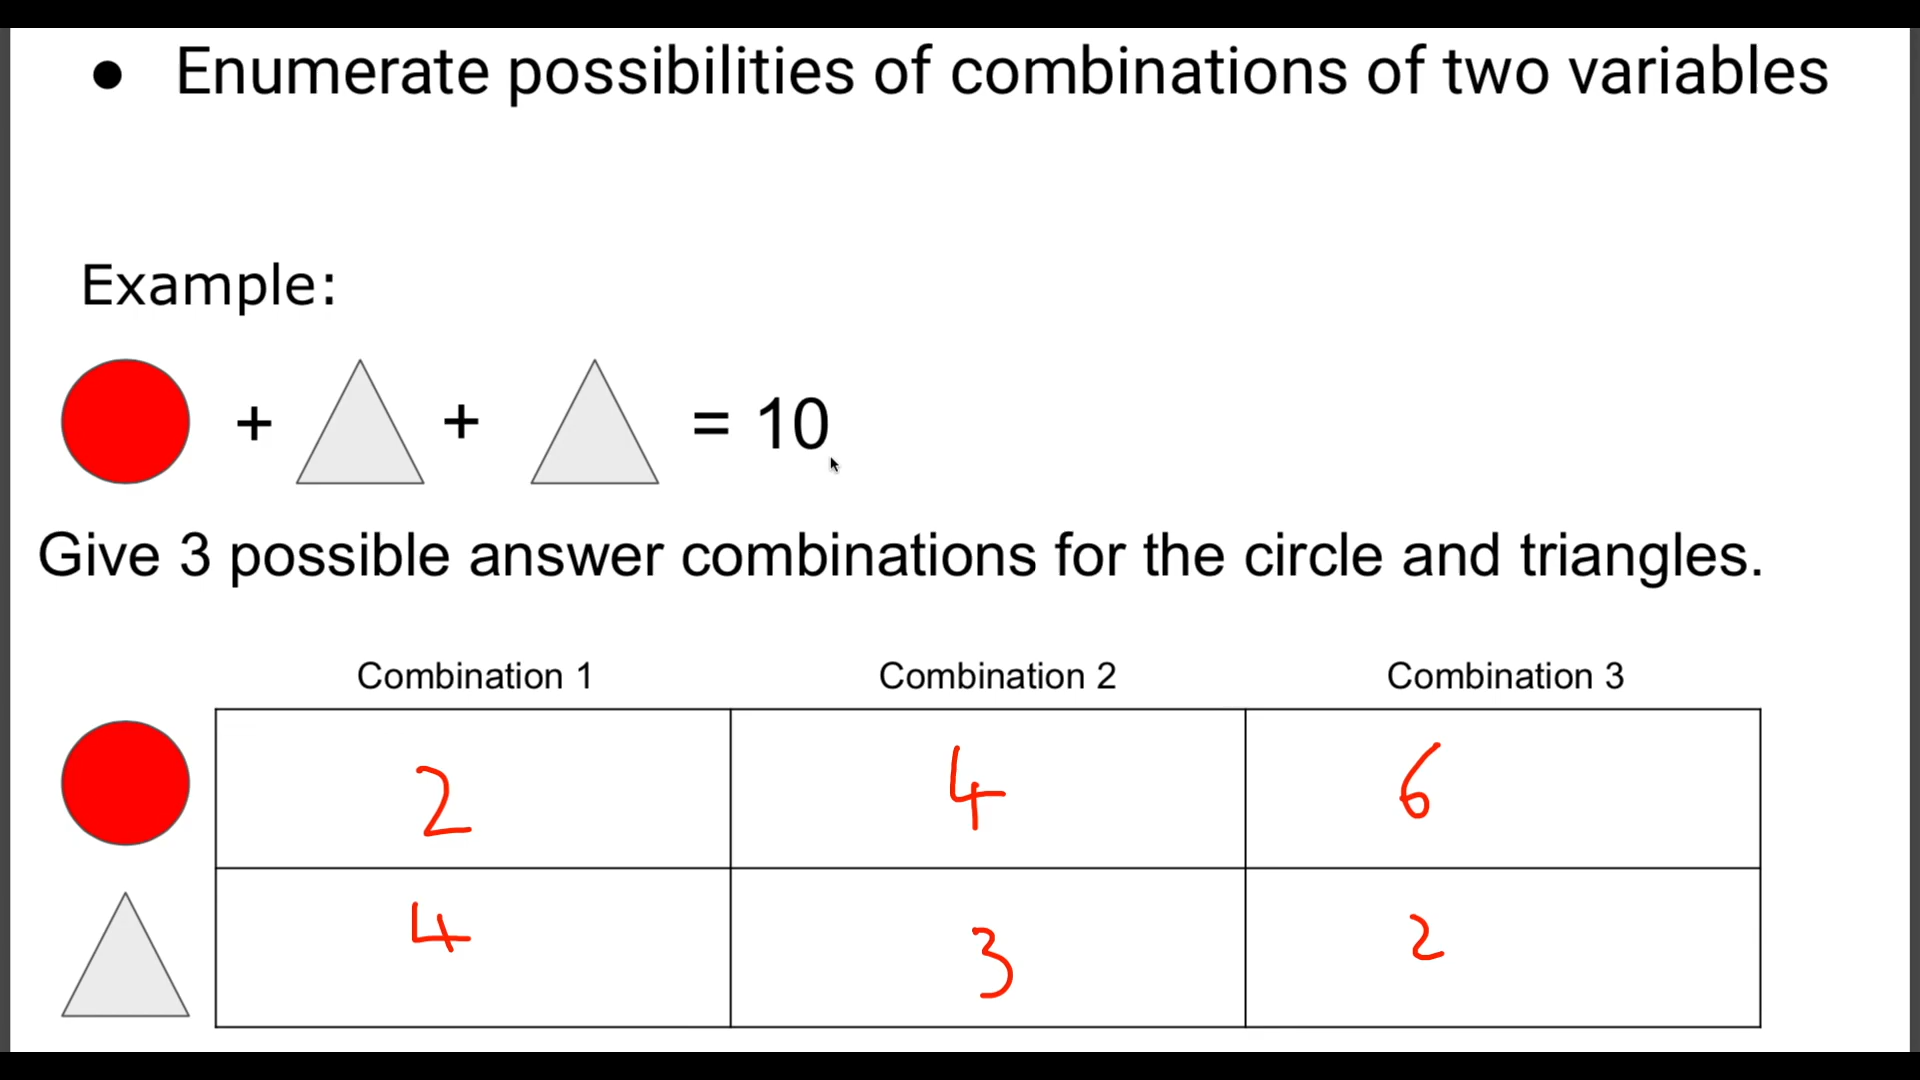 ● Enumerate possibilities of combinations of two variables
Example:
+ + = 10
Give 3 possible answer combinations for the circle and triangles.
Combination 1 Combination 2 Combination 3
2 4 6
4 3 2